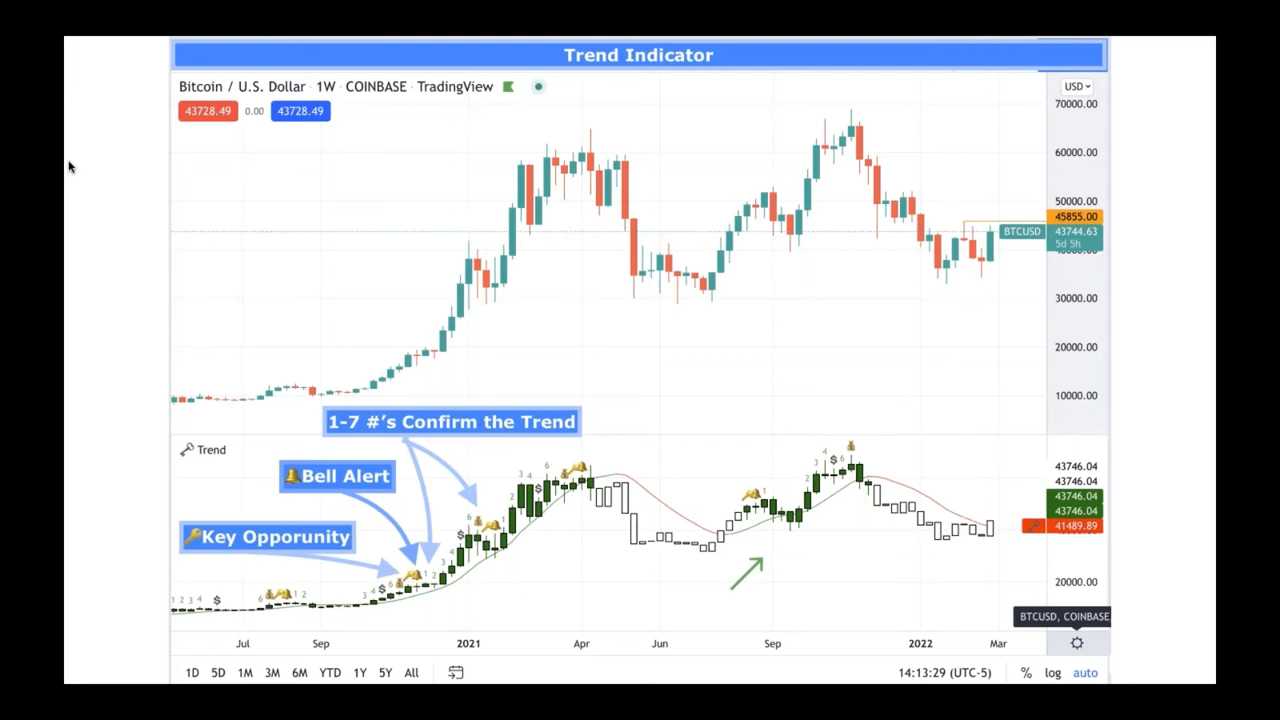 Trend Indicator
Bitcoin / U.S. Dollar · 1W · COINBASE · TradingView
USD
43728.49 0.00 43728.49
70000.00
60000.00
50000.00
45855.00
BTCUSD 43744.63
5d 5h
30000.00
20000.00
10000.00
1-7 #'s Confirm the Trend
Trend
Bell Alert
Key Opporunity
43746.04
43746.04
43746.04
43746.04
41489.89
20000.00
BTCUSD, COINBASE
Jul Sep 2021 Apr Jun Sep 2022 Mar
1D 5D 1M 3M 6M YTD 1Y 5Y All 14:13:29 (UTC-5) % log auto